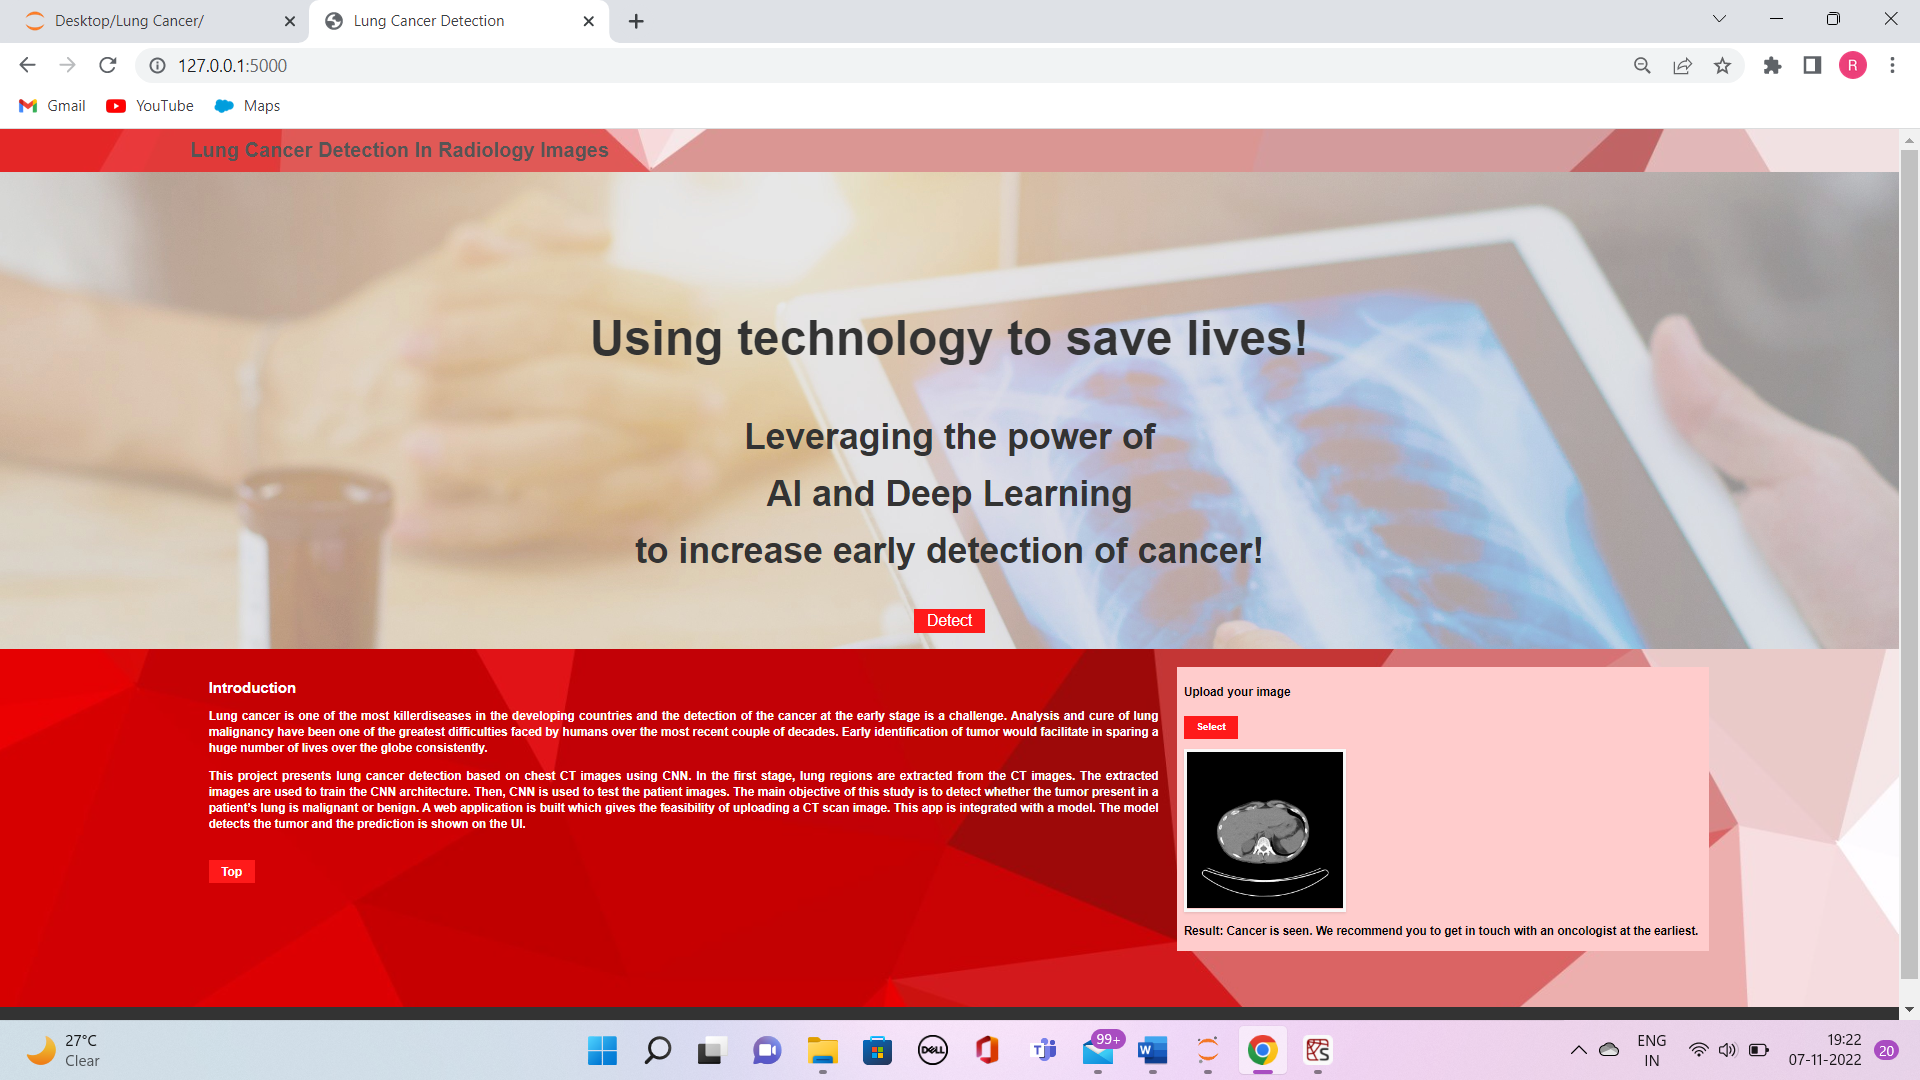 Desktop/Lung Cancer/
Lung Cancer Detection
127.0.0.1:5000
R
Gmail
YouTube
Maps
Lung Cancer Detection In Radiology Images
Using technology to save lives!
Leveraging the power of
AI and Deep Learning
to increase early detection of cancer!
Detect
Introduction
Lung cancer is one of the most killerdiseases in the developing countries and the detection of the cancer at the early stage is a challenge. Analysis and cure of lung
malignancy have been one of the greatest difficulties faced by humans over the most recent couple of decades. Early identification of tumor would facilitate in sparing a
huge number of lives over the globe consistently.
This project presents lung cancer detection based on chest CT images using CNN. In the first stage, lung regions are extracted from the CT images. The extracted
images are used to train the CNN architecture. Then, CNN is used to test the patient images. The main objective of this study is to detect whether the tumor present in a
patient's lung is malignant or benign. A web application is built which gives the feasibility of uploading a CT scan image. This app is integrated with a model. The model
detects the tumor and the prediction is shown on the UI.
Top
Upload your image
Select
Result: Cancer is seen. We recommend you to get in touch with an oncologist at the earliest.
27°C
Clear
DELL
T
99+
W
ENG
IN
19:22
07-11-2022
20